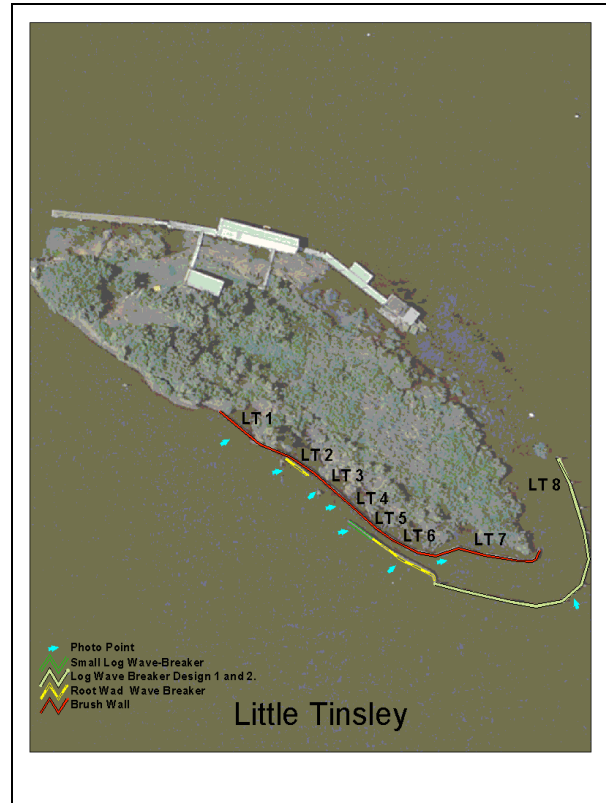 LT 1
LT 2
LT 3
LT 4
LT 5
LT 6
LT 7
LT 8
Photo Point
Small Log Wave-Breaker
Log Wave Breaker Design 1 and 2.
Root Wad Wave Breaker
Brush Wall
Little Tinsley